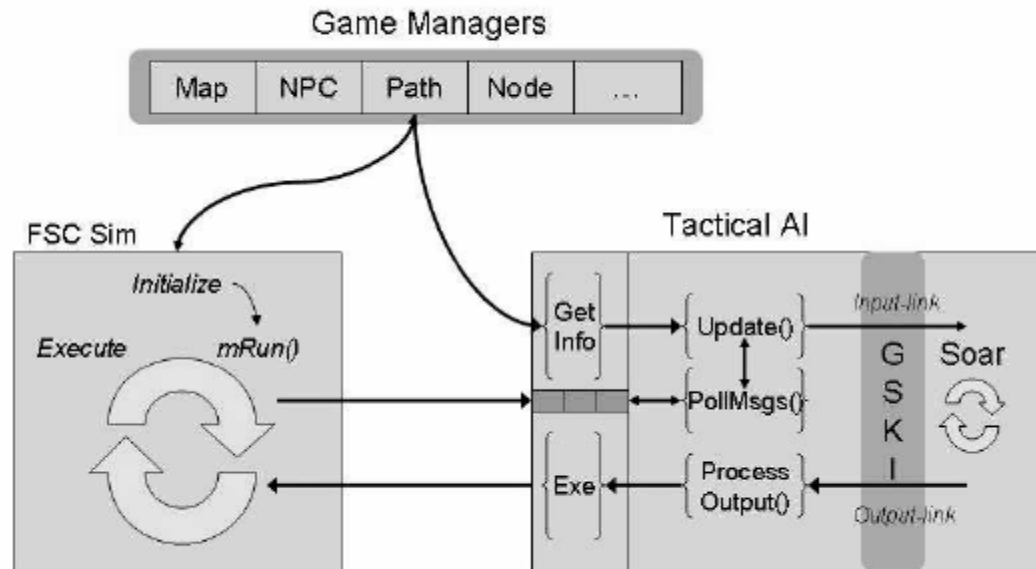 Game Managers
Map NPC Path Node ...
FSC Sim
Tactical AI
Initialize
Execute mRun()
Get
Info
Update()
Input-link
PollMsgs()
G
S
K
I
Soar
Exe
Process
Output()
Output-link